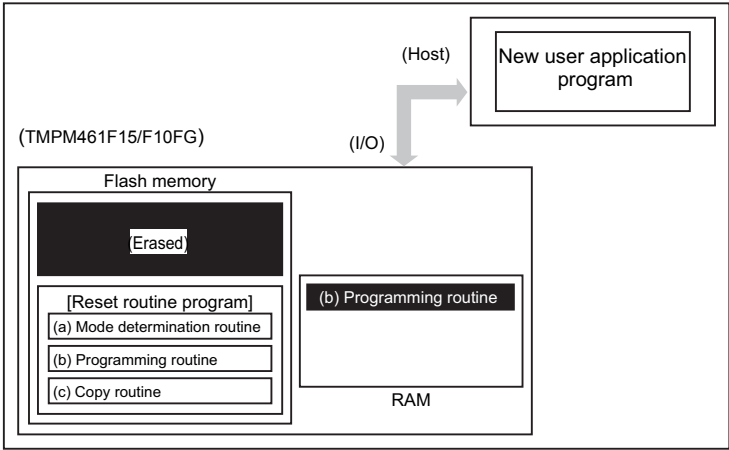 (Host)
New user application
program
(TMPM461F15/F10FG)
(I/O)
Flash memory
(Erased)
[Reset routine program]
(a) Mode determination routine
(b) Programming routine
(c) Copy routine
(b) Programming routine
RAM